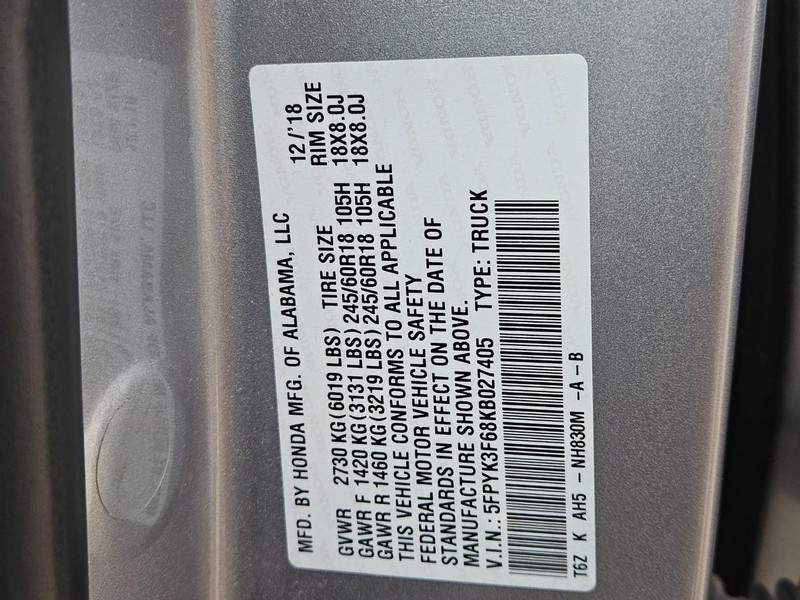 MFD. BY HONDA MFG. OF ALABAMA, LLC 12/'18
GVWR 2730 KG (6019 LBS) TIRE SIZE RIM SIZE
GAWR F 1420 KG (3131 LBS) 245/60R18 105H 18X8.0J
GAWR R 1460 KG (3219 LBS) 245/60R18 105H 18X8.0J
THIS VEHICLE CONFORMS TO ALL APPLICABLE
FEDERAL MOTOR VEHICLE SAFETY
STANDARDS IN EFFECT ON THE DATE OF
MANUFACTURE SHOWN ABOVE.
V.I.N.: 5FPYK3F68KB027405 TYPE: TRUCK
T6Z K AH5 - NH830M -A-B